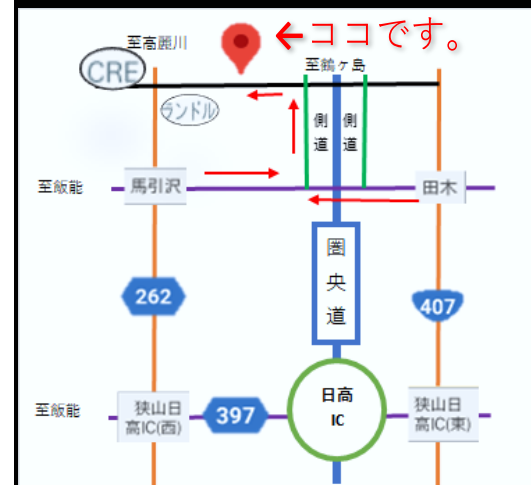 ←ココです。
至高麗川
CRE
至鶴ヶ島
ランドル
側道
側道
至飯能
馬引沢
田木
圏央道
262
407
日高
IC
至飯能
狭山日
高IC(西)
397
狭山日
高IC(東)